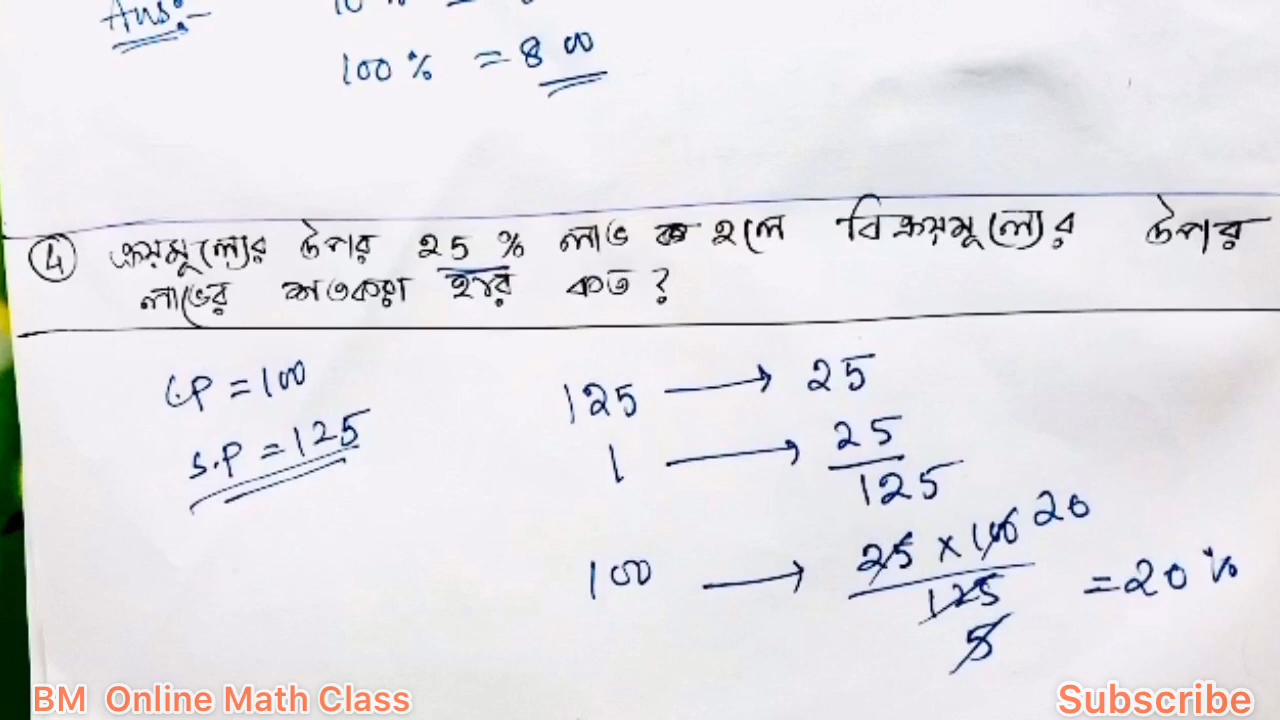 Ans:-
100 % = 800
4 ক্রয়মূল্যের উপর 25 % লাভ হলে বিক্রয়মূল্যের উপর
লাভের শতকরা হার কত ?
CP = 100
S.P = 125
125 → 25
1 → 25/125
100 → 25 × 100/125 = 20 %
20
5
BM Online Math Class
Subscribe